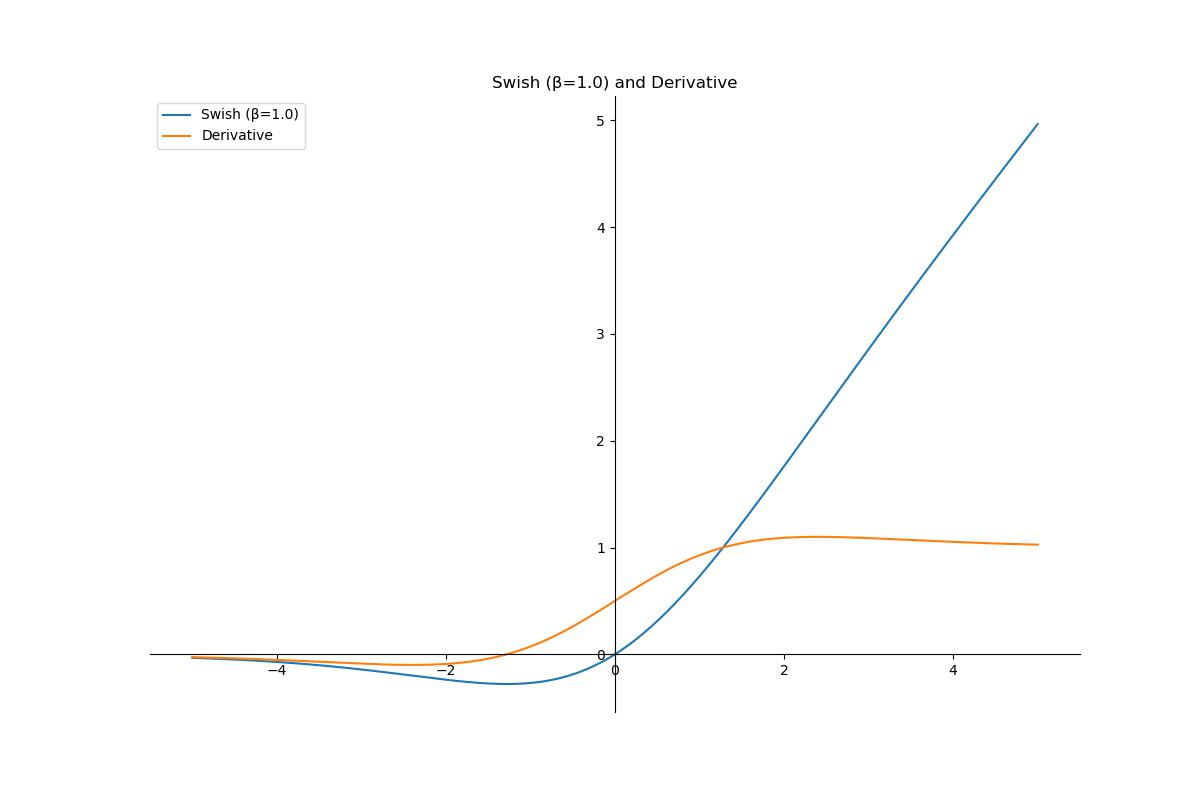 Swish (β=1.0) and Derivative
Swish (β=1.0)
Derivative
5
4
3
2
1
0
−4 −2 0 2 4